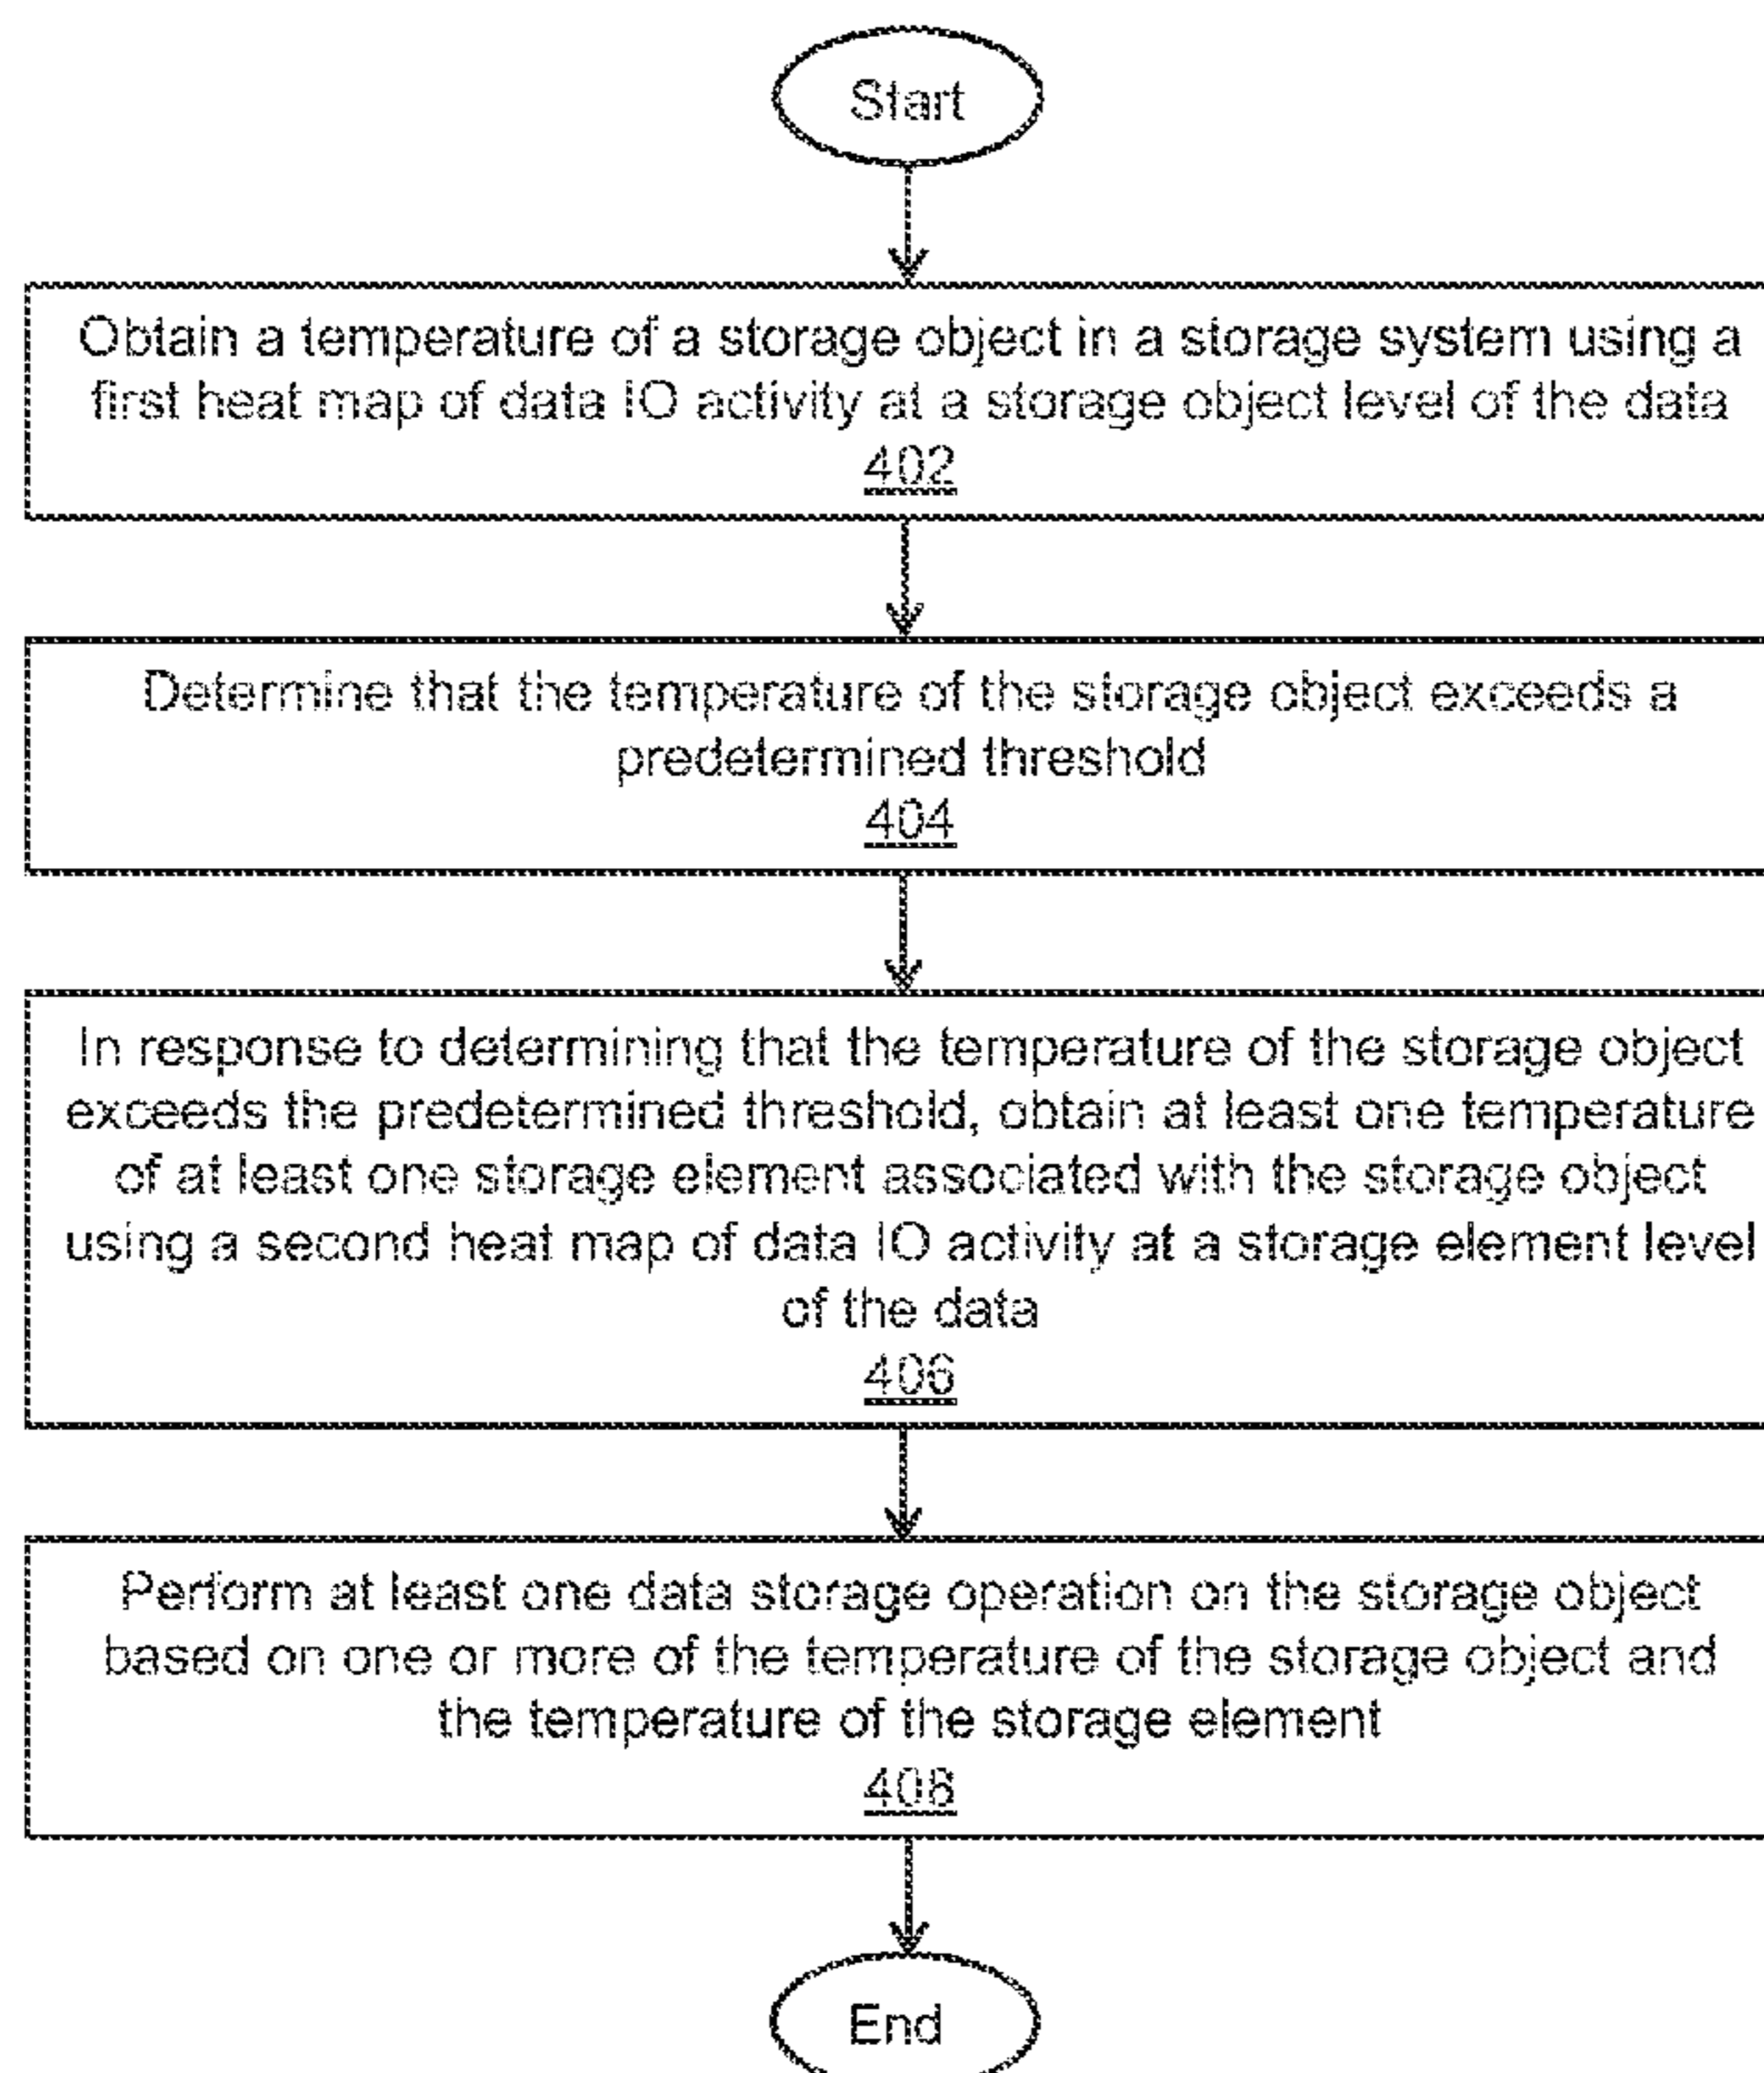 Start
Obtain a temperature of a storage object in a storage system using a
first heat map of data IO activity at a storage object level of the data
402
Determine that the temperature of the storage object exceeds a
predetermined threshold
404
In response to determining that the temperature of the storage object
exceeds the predetermined threshold, obtain at least one temperature
of at least one storage element associated with the storage object
using a second heat map of data IO activity at a storage element level
of the data
406
Perform at least one data storage operation on the storage object
based on one or more of the temperature of the storage object and
the temperature of the storage element
408
End